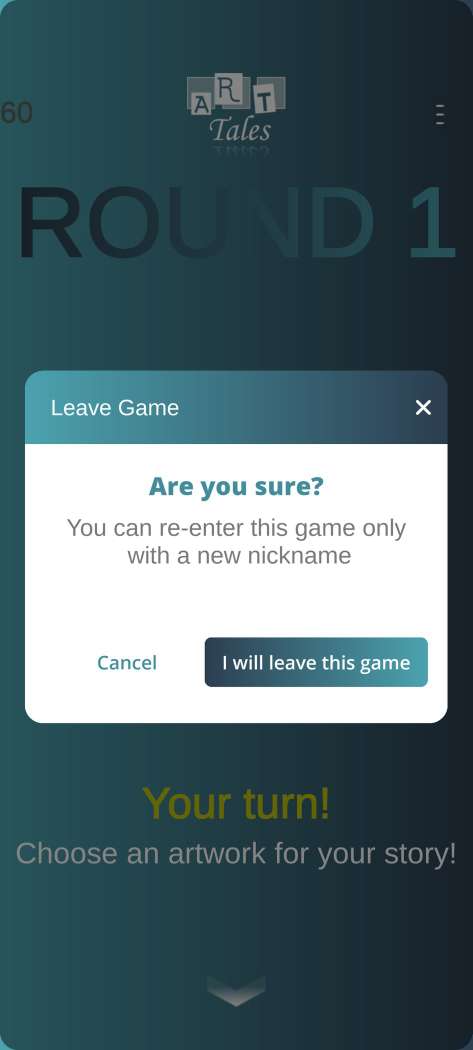 60
ART
Tales
ROUND 1
Leave Game
Are you sure?
You can re-enter this game only
with a new nickname
Cancel
I will leave this game
Your turn!
Choose an artwork for your story!